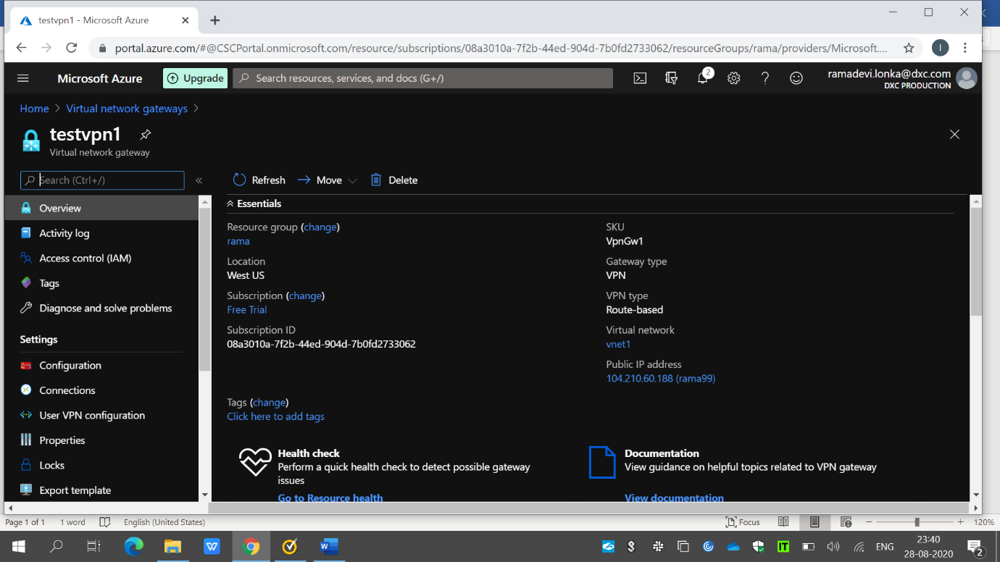 testvpn1 - Microsoft Azure
portal.azure.com/#@CSCPortal.onmicrosoft.com/resource/subscriptions/08a3010a-7f2b-44ed-904d-7b0fd2733062/resourceGroups/rama/providers/Microsoft....
I
Microsoft Azure
Upgrade
Search resources, services, and docs (G+/)
2
ramadevi.lonka@dxc.com
DXC PRODUCTION
Home > Virtual network gateways >
testvpn1
Virtual network gateway
Search (Ctrl+/)
«
Refresh
Move
Delete
Overview
Activity log
Access control (IAM)
Tags
Diagnose and solve problems
Settings
Configuration
Connections
User VPN configuration
Properties
Locks
Export template
Essentials
Resource group (change)
rama
Location
West US
Subscription (change)
Free Trial
Subscription ID
08a3010a-7f2b-44ed-904d-7b0fd2733062
SKU
VpnGw1
Gateway type
VPN
VPN type
Route-based
Virtual network
vnet1
Public IP address
104.210.60.188 (rama99)
Tags (change)
Click here to add tags
Health check
Perform a quick health check to detect possible gateway
issues
Go to Resource health
Documentation
View guidance on helpful topics related to VPN gateway
View documentation
Page 1 of 1
1 word
English (United States)
Focus
120%
ENG
23:40
28-08-2020
2